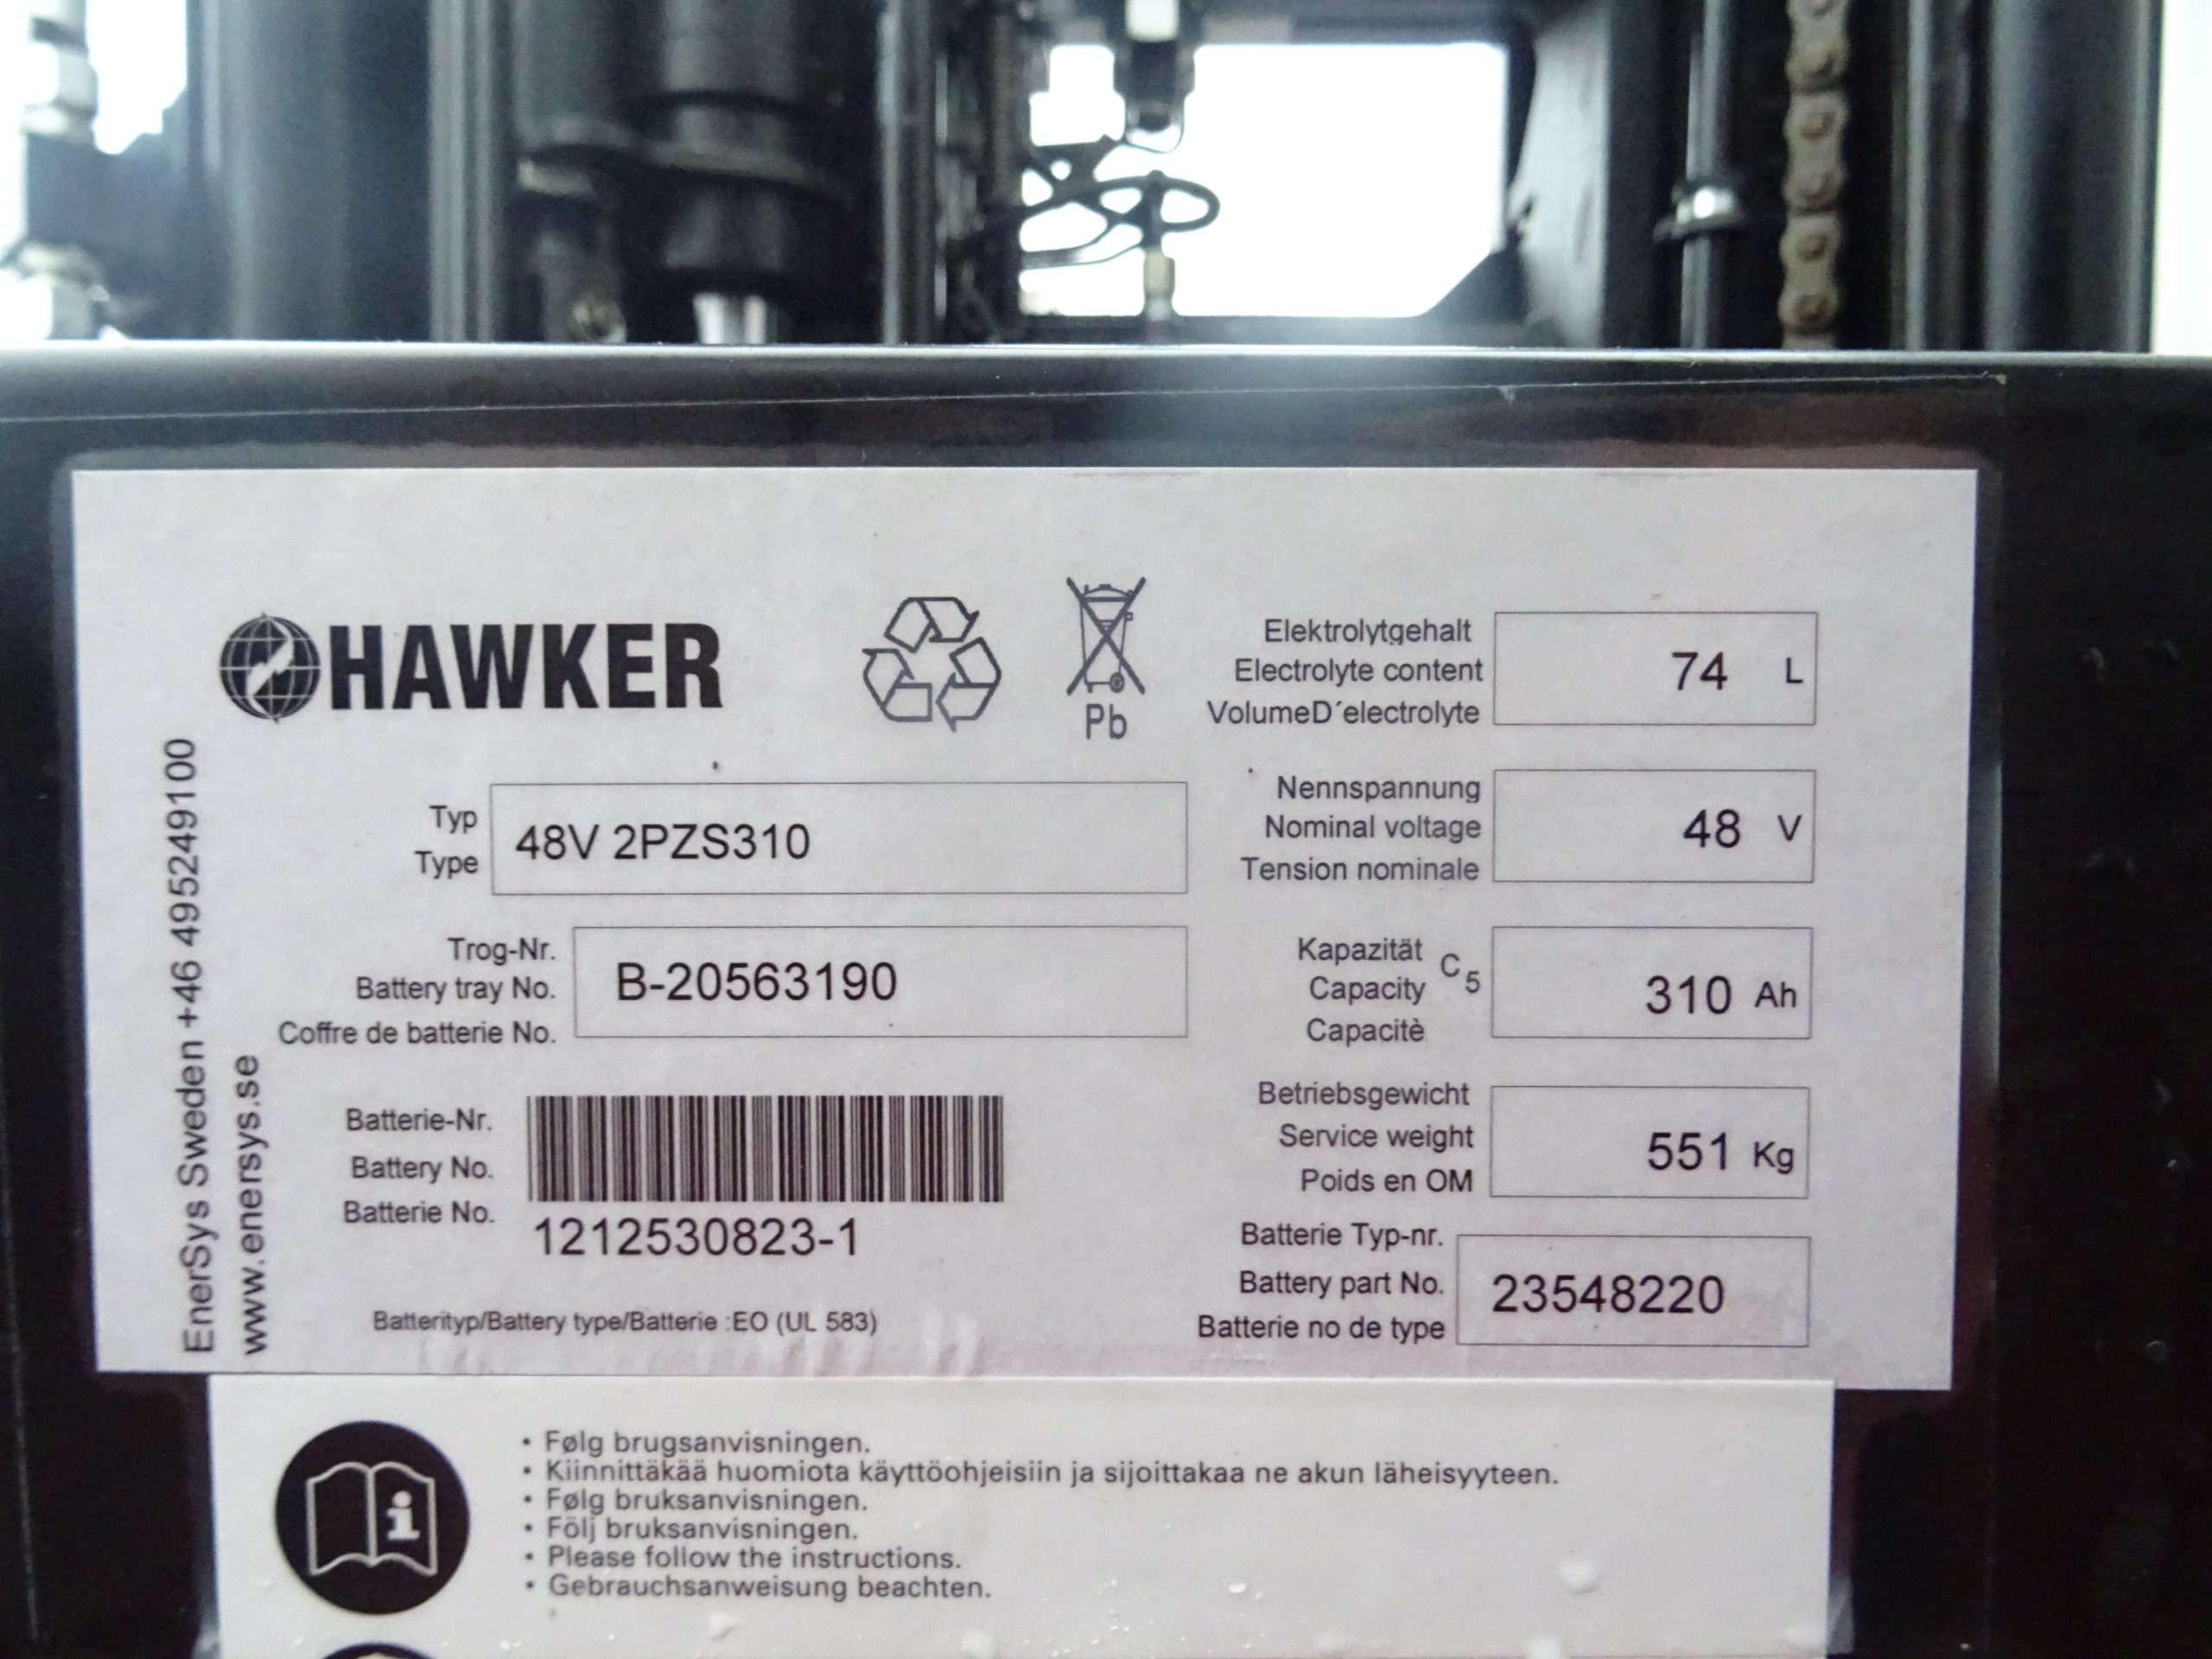 HAWKER
Pb
Elektrolytgehalt
Electrolyte content
VolumeD´electrolyte
74 L
Typ
Type
48V 2PZS310
Nennspannung
Nominal voltage
Tension nominale
48 V
Trog-Nr.
Battery tray No.
Coffre de batterie No.
B-20563190
Kapazität
Capacity
Capacitè
C5
310 Ah
Batterie-Nr.
Battery No.
Batterie No.
1212530823-1
Betriebsgewicht
Service weight
Poids en OM
551 Kg
Batterie Typ-nr.
Battery part No.
Batterie no de type
23548220
Batterityp/Battery type/Batterie :EO (UL 583)
EnerSys Sweden +46 495249100
www.enersys.se
• Følg brugsanvisningen.
• Kiinnittäkää huomiota käyttöohjeisiin ja sijoittakaa ne akun läheisyyteen.
• Følg bruksanvisningen.
• Följ bruksanvisningen.
• Please follow the instructions.
• Gebrauchsanweisung beachten.